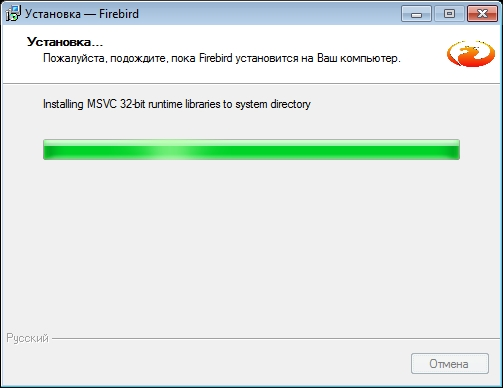 Установка — Firebird
Установка...
Пожалуйста, подождите, пока Firebird установится на Ваш компьютер.
Installing MSVC 32-bit runtime libraries to system directory
Русский
Отмена